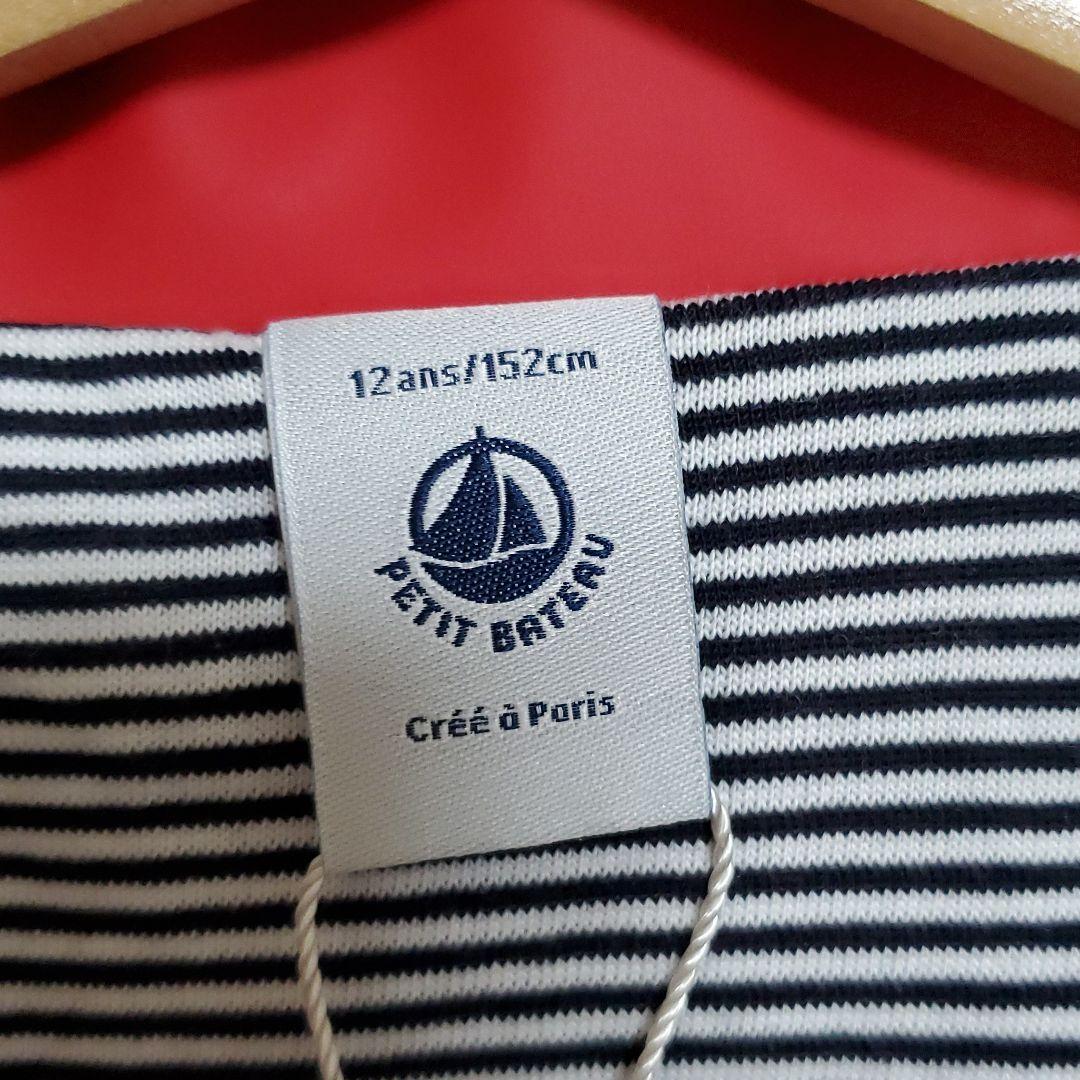 12ans/152cm
PETIT BATEAU
Créé à Paris